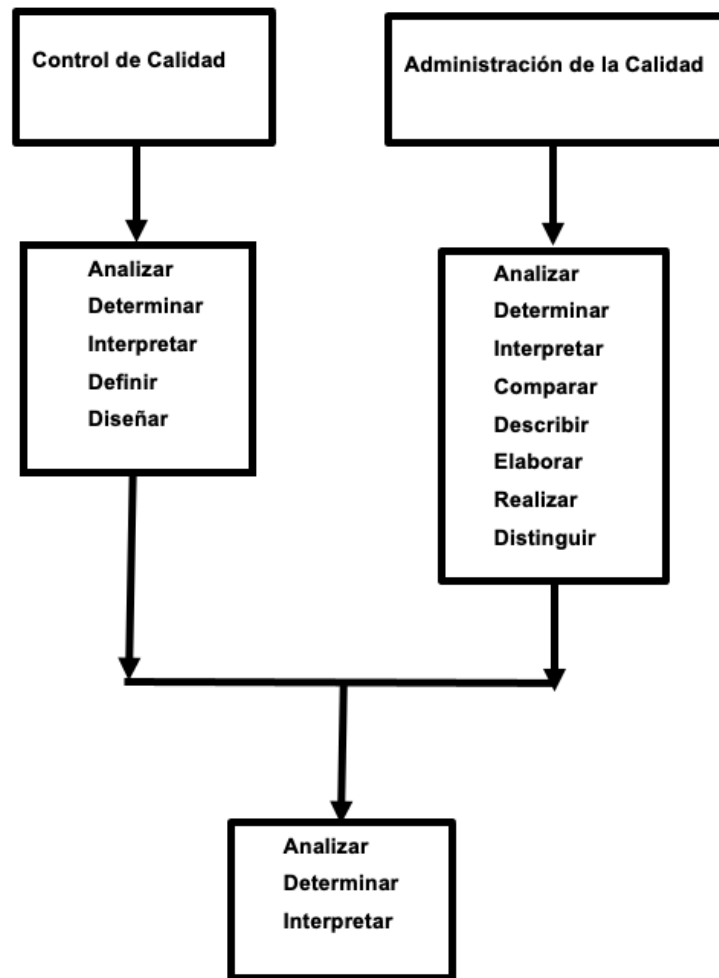 Control de Calidad
Administración de la Calidad
Analizar
Determinar
Interpretar
Definir
Diseñar
Analizar
Determinar
Interpretar
Comparar
Describir
Elaborar
Realizar
Distinguir
Analizar
Determinar
Interpretar